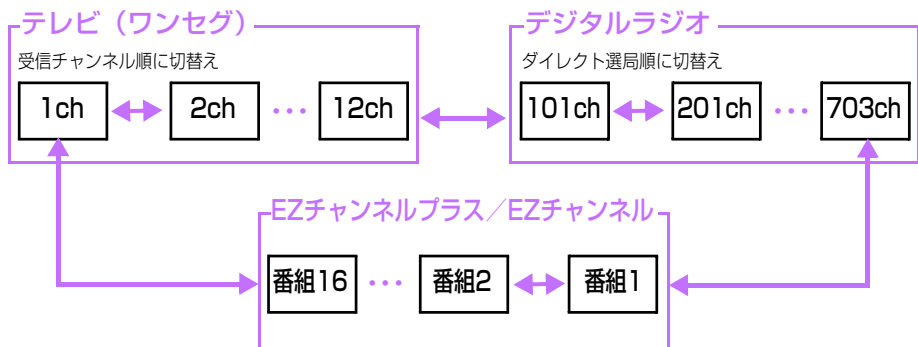 テレビ（ワンセグ）
受信チャンネル順に切替え
1ch 2ch ･･･ 12ch
デジタルラジオ
ダイレクト選局順に切替え
101ch 201ch ･･･ 703ch
EZチャンネルプラス／EZチャンネル
番組16 ･･･ 番組2 番組1